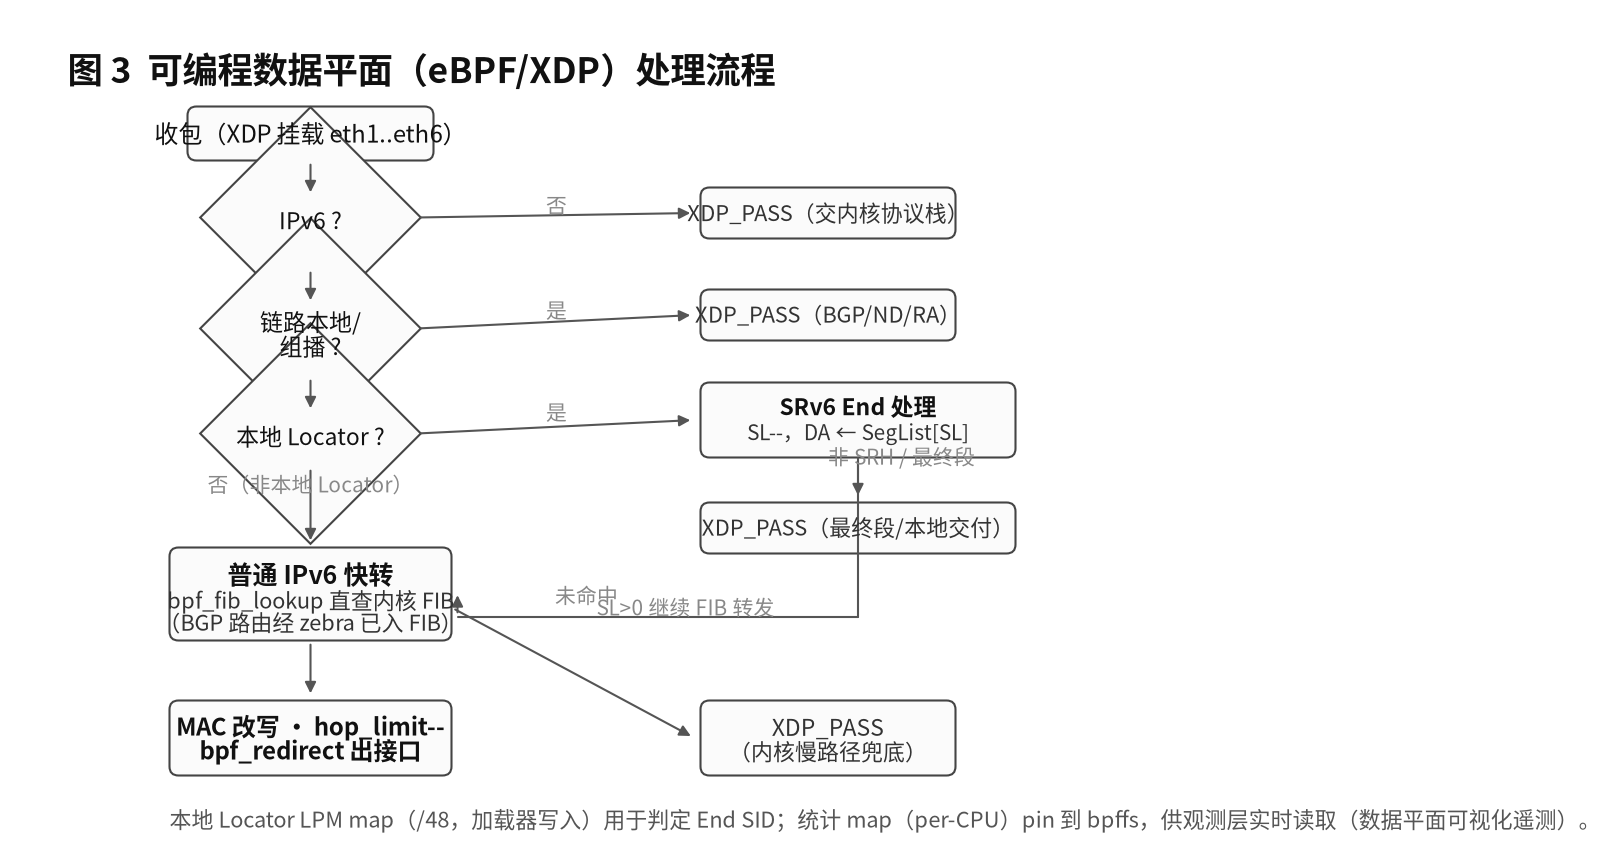 图 3 可编程数据平面（eBPF/XDP）处理流程
收包（XDP 挂载 eth1..eth6）
IPv6 ?
否
XDP_PASS（交内核协议栈）
链路本地/
组播 ?
是
XDP_PASS（BGP/ND/RA）
本地 Locator ?
是
SRv6 End 处理
SL--，DA ← SegList[SL]
非 SRH / 最终段
否（非本地 Locator）
XDP_PASS（最终段/本地交付）
普通 IPv6 快转
bpf_fib_lookup 直查内核 FIB
（BGP 路由经 zebra 已入 FIB）
未命中
SL>0 继续 FIB 转发
MAC 改写 · hop_limit--
bpf_redirect 出接口
XDP_PASS
（内核慢路径兜底）
本地 Locator LPM map（/48，加载器写入）用于判定 End SID；统计 map（per-CPU）pin 到 bpffs，供观测层实时读取（数据平面可视化遥测）。